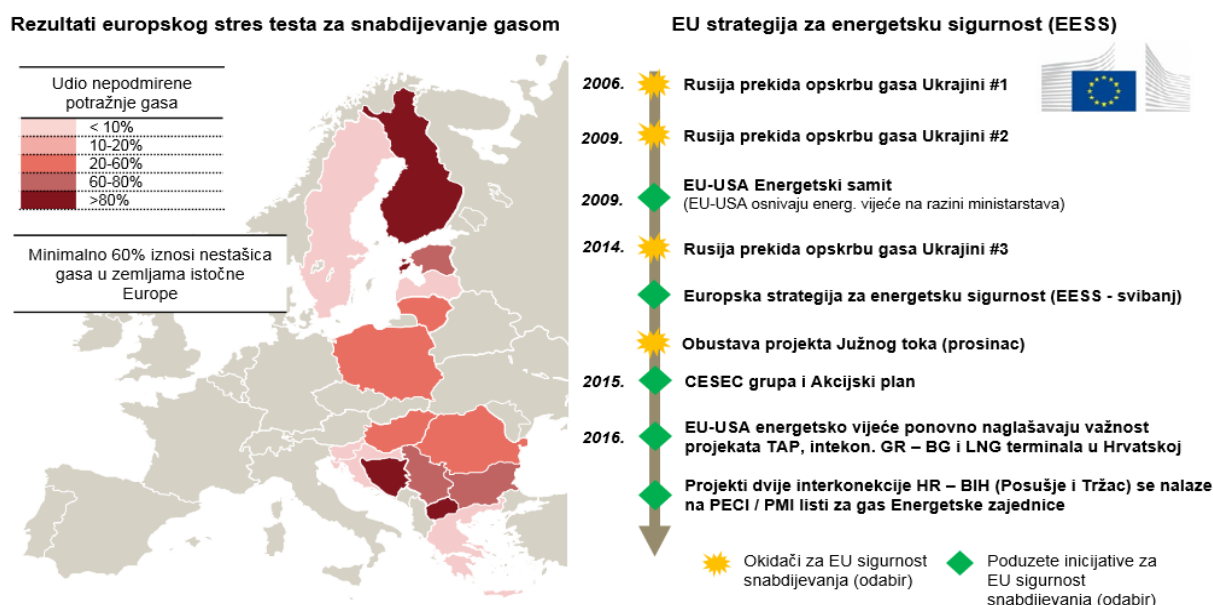 Rezultati europskog stres testa za snabdijevanje gasom
Udio nepodmirene
potražnje gasa
< 10%
10-20%
20-60%
60-80%
>80%
Minimalno 60% iznosi nestašica
gasa u zemljama istočne
Europe
EU strategija za energetsku sigurnost (EESS)
2006.
Rusija prekida opskrbu gasa Ukrajini #1
2009.
Rusija prekida opskrbu gasa Ukrajini #2
2009.
EU-USA Energetski samit
(EU-USA osnivaju energ. vijeće na razini ministarstava)
2014.
Rusija prekida opskrbu gasa Ukrajini #3
Europska strategija za energetsku sigurnost (EESS - svibanj)
Obustava projekta Južnog toka (prosinac)
2015.
CESEC grupa i Akcijski plan
2016.
EU-USA energetsko vijeće ponovno naglašavaju važnost
projekata TAP, intekon. GR – BG i LNG terminala u Hrvatskoj
Projekti dvije interkonekcije HR – BIH (Posušje i Tržac) se nalaze
na PECI / PMI listi za gas Energetske zajednice
Okidači za EU sigurnost
snabdijevanja (odabir)
Poduzete inicijative za
EU sigurnost
snabdijevanja (odabir)